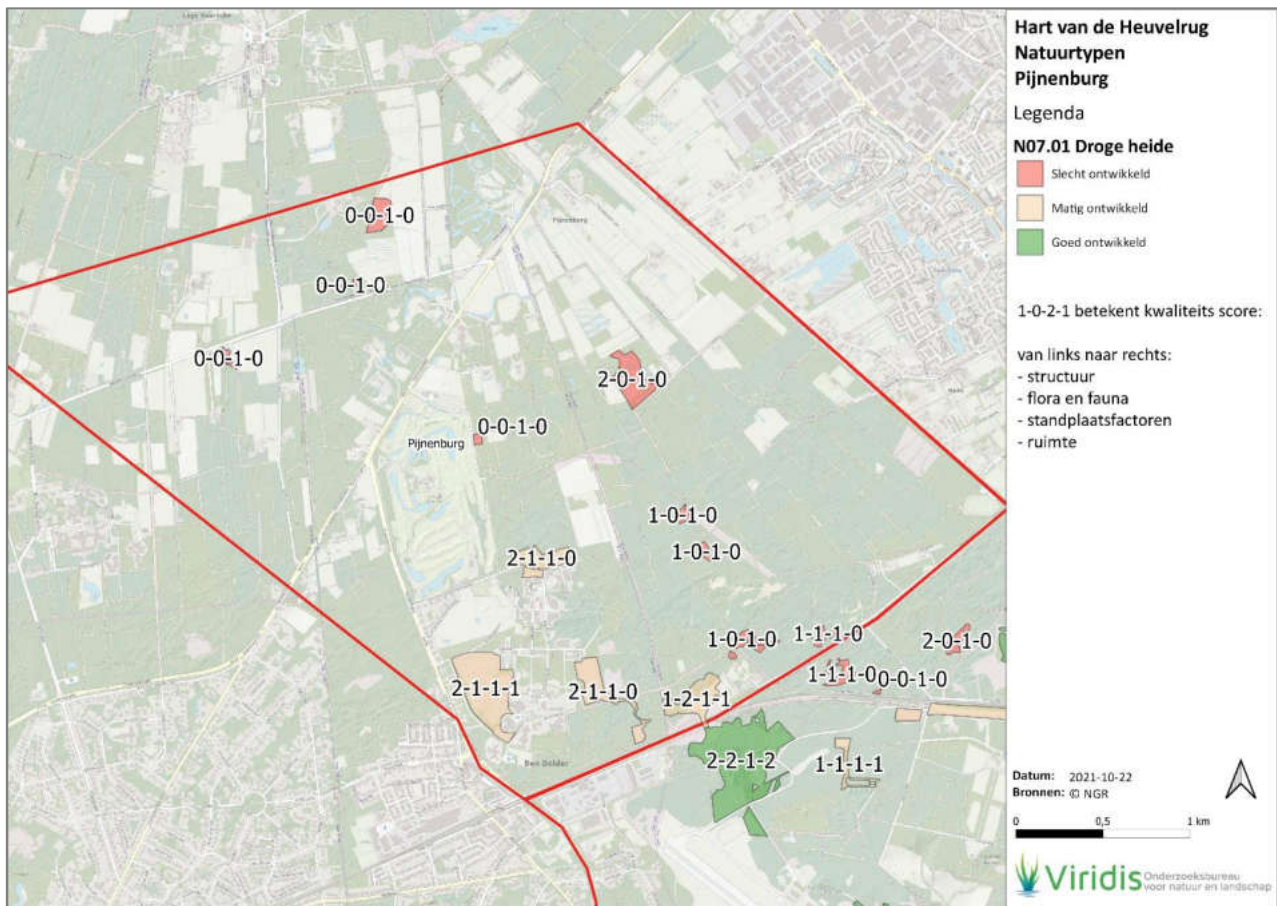 Hart van de Heuvelrug
Natuurtypen
Pijnenburg
Legenda
N07.01 Droge heide
Slecht ontwikkeld
Matig ontwikkeld
Goed ontwikkeld
1-0-2-1 betekent kwaliteits score:
van links naar rechts:
- structuur
- flora en fauna
- standplaatsfactoren
- ruimte
Datum: 2021-10-22
Bronnen: © NGR
0 0,5 1 km
Viridis Onderzoeksbureau
voor natuur en landschap
0-0-1-0
0-0-1-0
0-0-1-0
2-0-1-0
0-0-1-0
Pijnenburg
1-0-1-0
1-0-1-0
2-1-1-0
1-0-1-0
1-1-1-0
2-0-1-0
2-1-1-1
2-1-1-0
1-2-1-1
1-1-1-0
0-0-1-0
Den Dolder
2-2-1-2
1-1-1-1